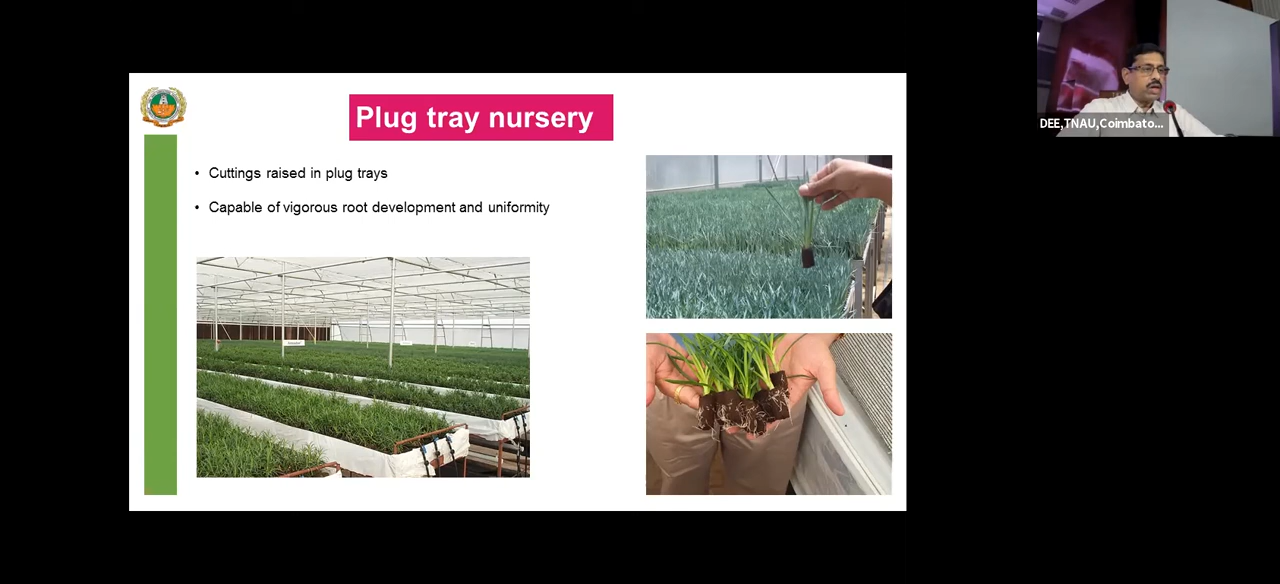 Plug tray nursery
• Cuttings raised in plug trays
• Capable of vigorous root development and uniformity
DEE,TNAU,Coimbato...